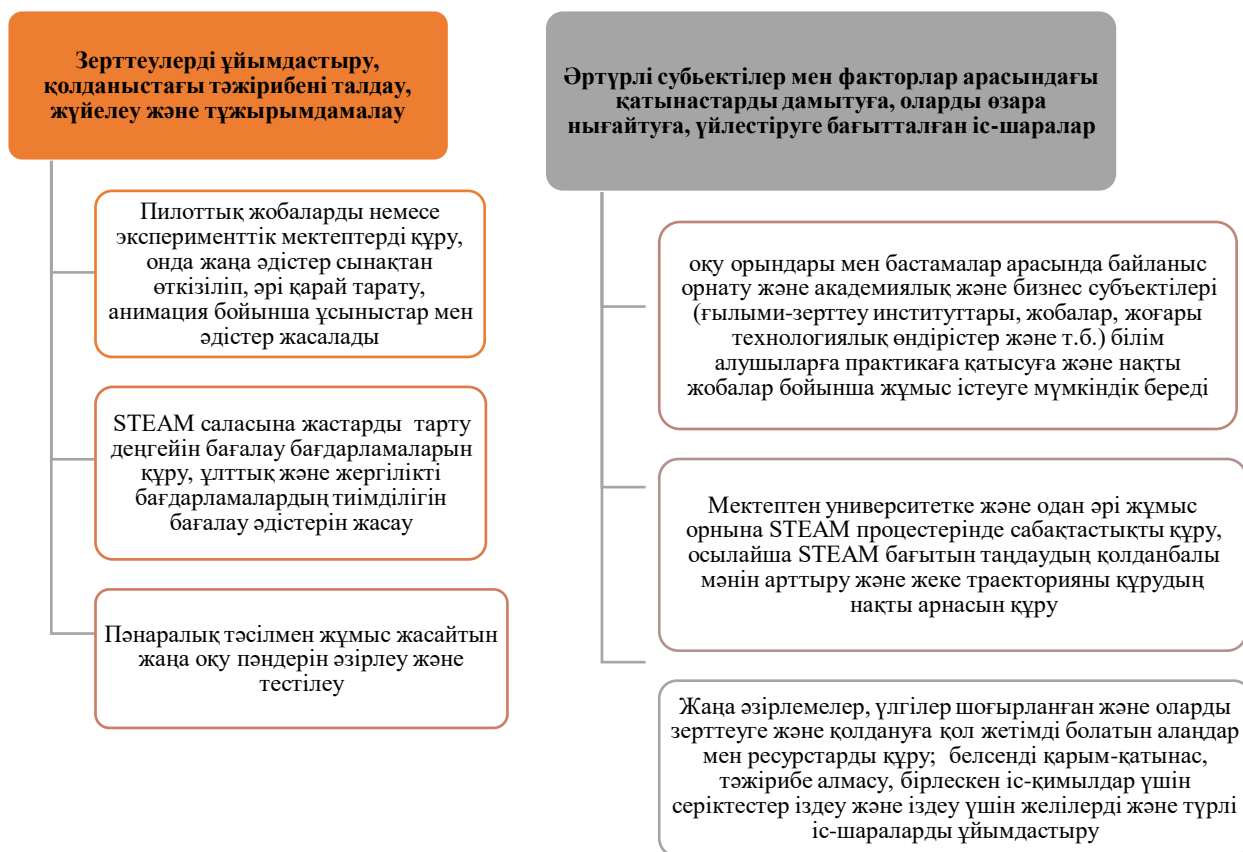 Зерттеулерді ұйымдастыру,
қолданыстағы тәжірибені талдау,
жүйелеу және тұжырымдамалау
Пилоттық жобаларды немесе
эксперименттік мектептерді құру,
онда жаңа әдістер сынақтан
өткізіліп, әрі қарай тарату,
анимация бойынша ұсыныстар мен
әдістер жасалады
STEAM саласына жастарды тарту
деңгейін бағалау бағдарламаларын
құру, ұлттық және жергілікті
бағдарламалардың тиімділігін
бағалау әдістерін жасау
Пәнаралық тәсілмен жұмыс жасайтын
жаңа оқу пәндерін әзірлеу және
тестілеу
Әртүрлі субьектілер мен факторлар арасындағы
қатынастарды дамытуға, оларды өзара
нығайтуға, үйлестіруге бағытталған іс-шаралар
оқу орындары мен бастамалар арасында байланыс
орнату және академиялық және бизнес субъектілері
(ғылыми-зерттеу институттары, жобалар, жоғары
технологиялық өндірістер және т.б.) білім
алушыларға практикаға қатысуға және нақты
жобалар бойынша жұмыс істеуге мүмкіндік береді
Мектептен университетке және одан әрі жұмыс
орнына STEAM процестерінде сабақтастықты құру,
осылайша STEAM бағытын таңдаудың қолданбалы
мәнін арттыру және жеке траекторияны құрудың
нақты арнасын құру
Жаңа әзірлемелер, үлгілер шоғырланған және оларды
зерттеуге және қолдануға қол жетімді болатын алаңдар
мен ресурстарды құру; белсенді қарым-қатынас,
тәжірибе алмасу, бірлескен іс-қимылдар үшін
серіктестер іздеу және іздеу үшін желілерді және түрлі
іс-шараларды ұйымдастыру